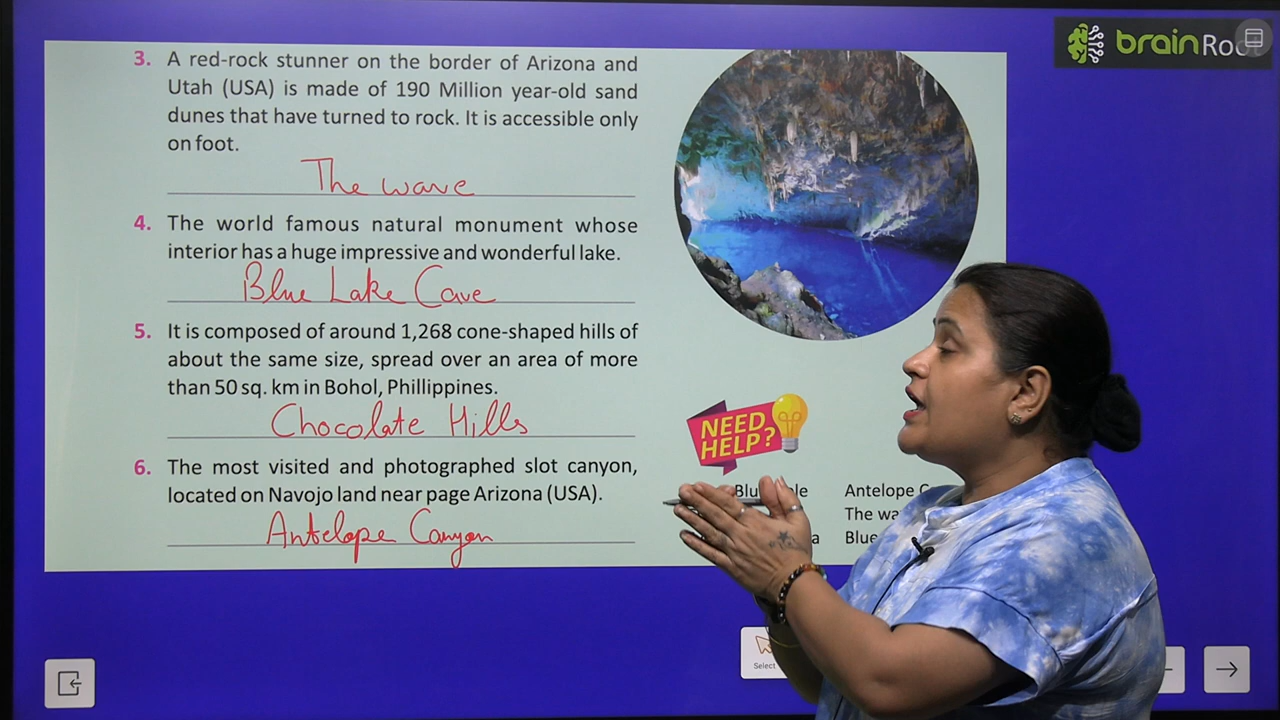 brainRoot
3. A red-rock stunner on the border of Arizona and
Utah (USA) is made of 190 Million year-old sand
dunes that have turned to rock. It is accessible only
on foot.
The wave
4. The world famous natural monument whose
interior has a huge impressive and wonderful lake.
Blue Lake Cave
5. It is composed of around 1,268 cone-shaped hills of
about the same size, spread over an area of more
than 50 sq. km in Bohol, Phillippines.
Chocolate Hills
6. The most visited and photographed slot canyon,
located on Navojo land near page Arizona (USA).
Antelope Canyon
NEED
HELP?
Antelope
The
Blue
Select